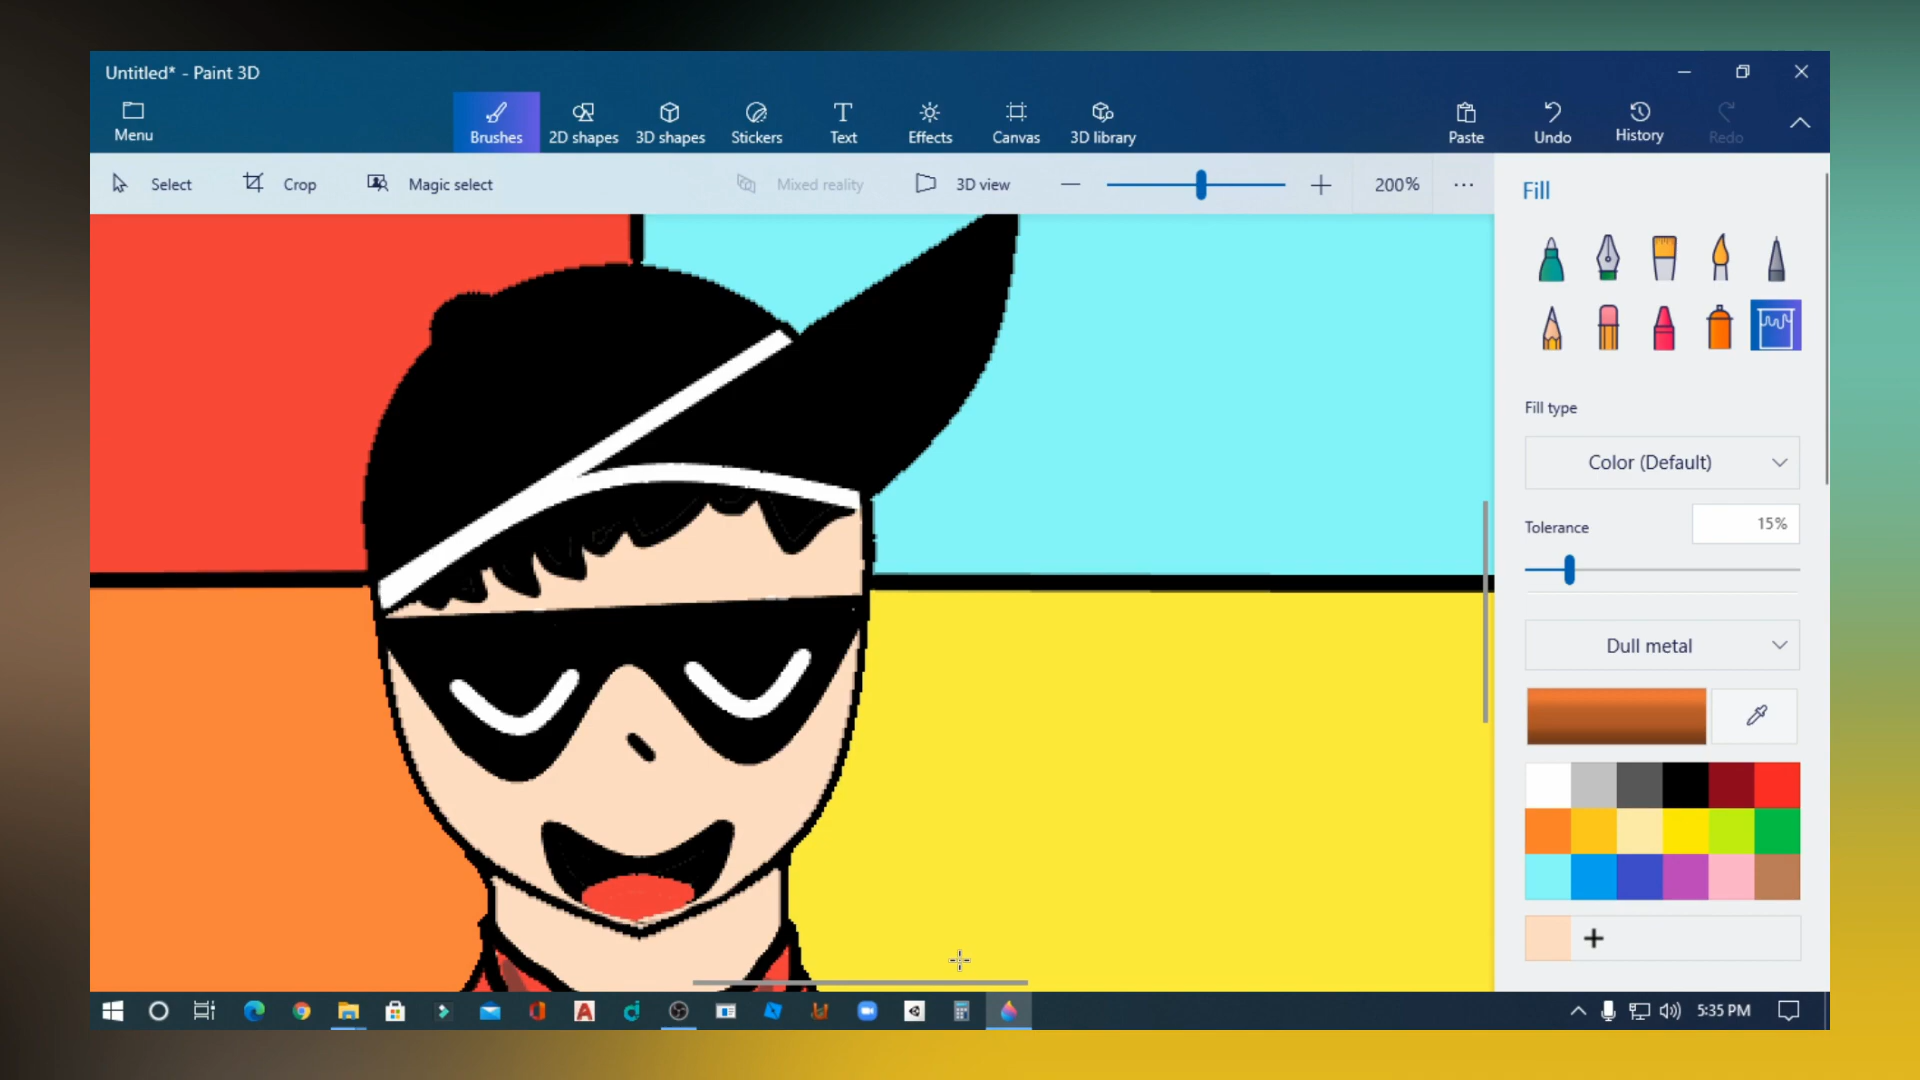 Untitled* - Paint 3D
Menu
Brushes
2D shapes
3D shapes
Stickers
Text
Effects
Canvas
3D library
Paste
Undo
History
Redo
Select
Crop
Magic select
Mixed reality
3D view
200%
Fill
Fill type
Color (Default)
Tolerance
15%
Dull metal
5:35 PM